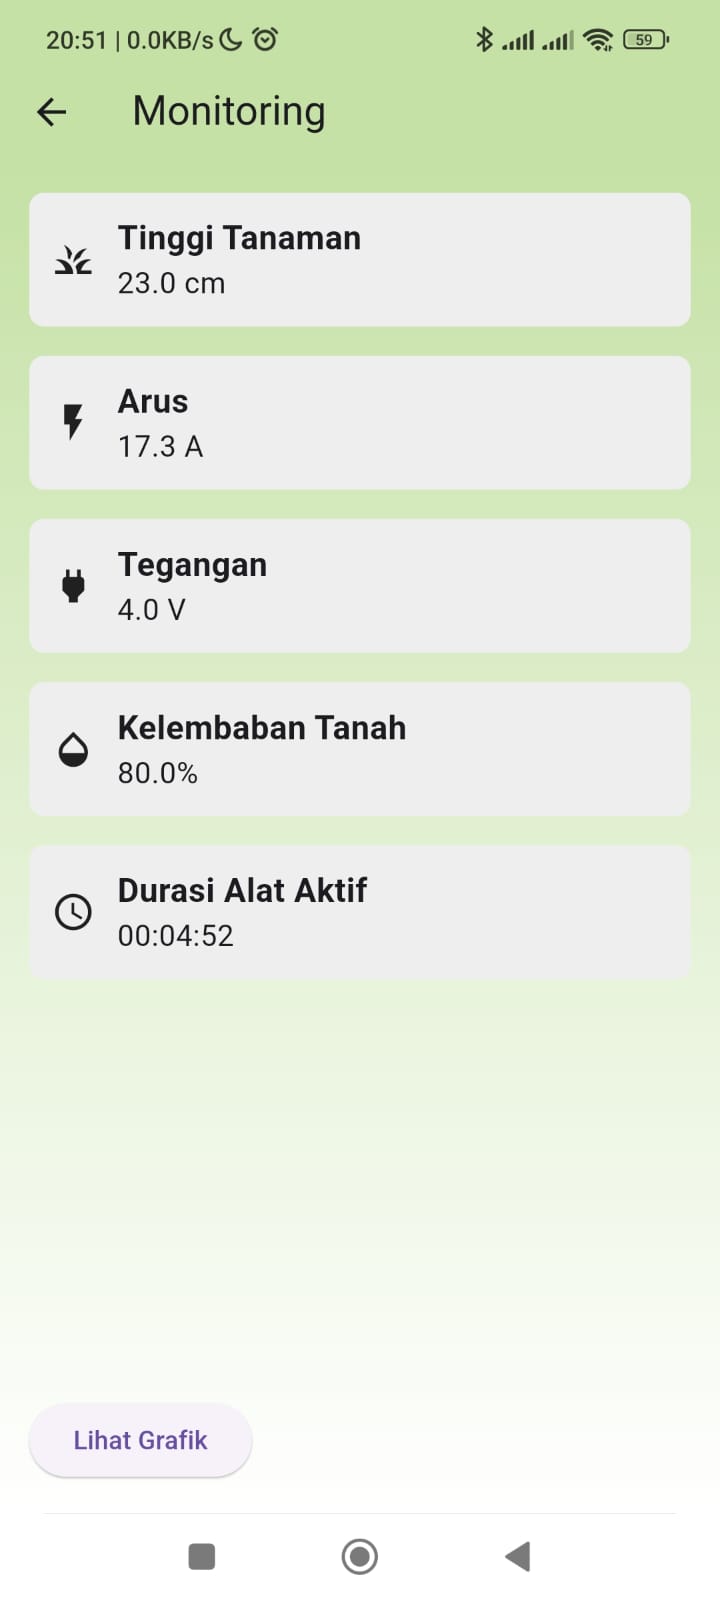 20:51 | 0.0KB/s 59
Monitoring
Tinggi Tanaman
23.0 cm
Arus
17.3 A
Tegangan
4.0 V
Kelembaban Tanah
80.0%
Durasi Alat Aktif
00:04:52
Lihat Grafik